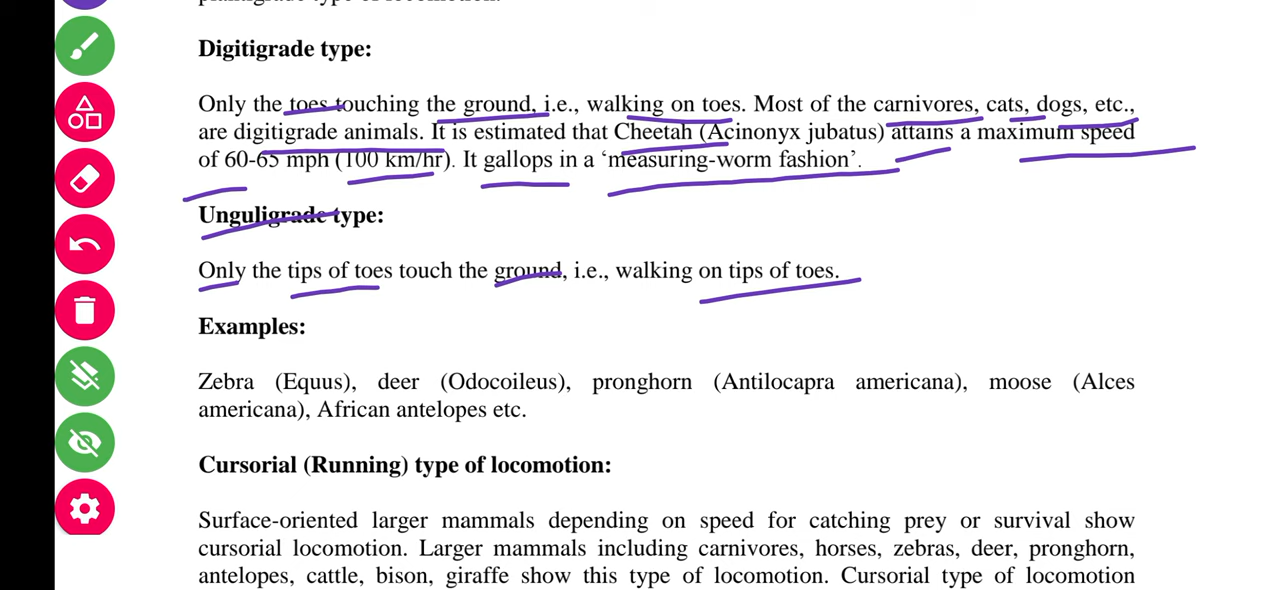 plantigrade type of locomotion.
Digitigrade type:
Only the toes touching the ground, i.e., walking on toes. Most of the carnivores, cats, dogs, etc.,
are digitigrade animals. It is estimated that Cheetah (Acinonyx jubatus) attains a maximum speed
of 60-65 mph (100 km/hr). It gallops in a ‘measuring-worm fashion’.
Unguligrade type:
Only the tips of toes touch the ground, i.e., walking on tips of toes.
Examples:
Zebra (Equus), deer (Odocoileus), pronghorn (Antilocapra americana), moose (Alces
americana), African antelopes etc.
Cursorial (Running) type of locomotion:
Surface-oriented larger mammals depending on speed for catching prey or survival show
cursorial locomotion. Larger mammals including carnivores, horses, zebras, deer, pronghorn,
antelopes, cattle, bison, giraffe show this type of locomotion. Cursorial type of locomotion